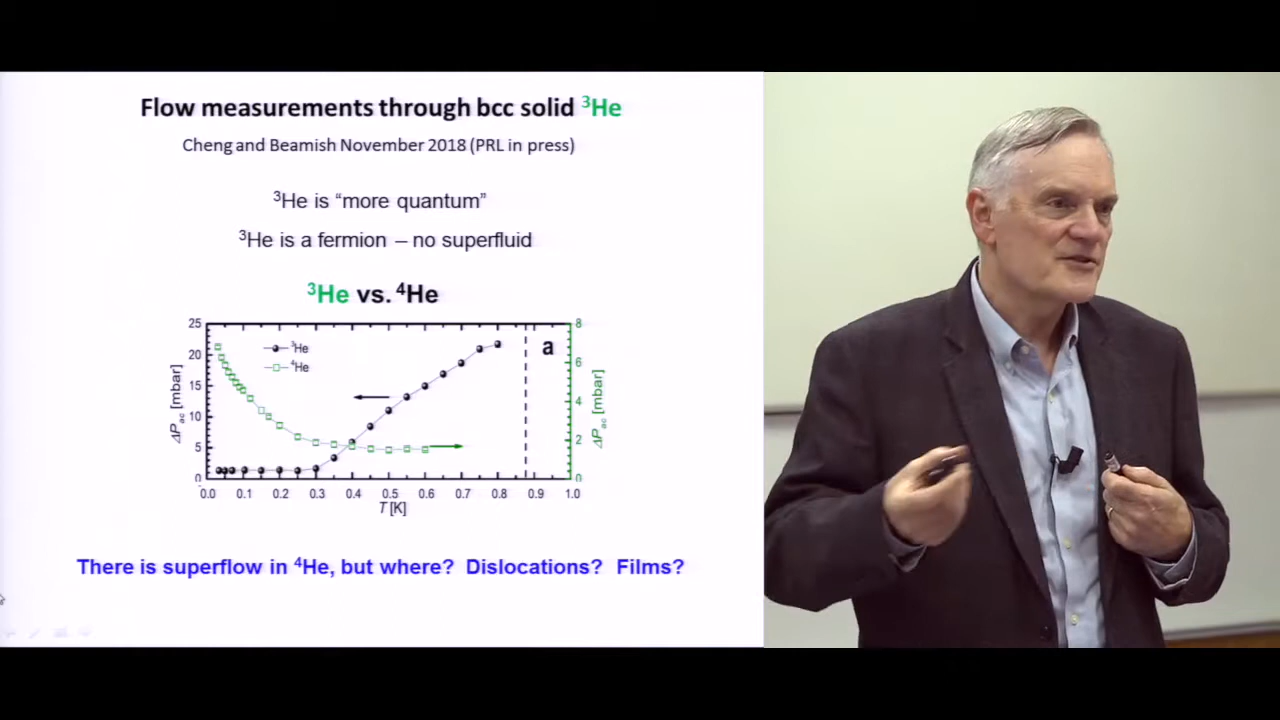 Flow measurements through bcc solid ³He
Cheng and Beamish November 2018 (PRL in press)
³He is “more quantum”
³He is a fermion – no superfluid
³He vs. ⁴He
25
20
15
10
5
0
ΔPac [mbar]
³He
⁴He
a
8
6
4
2
0
ΔPac [mbar]
0.0 0.1 0.2 0.3 0.4 0.5 0.6 0.7 0.8 0.9 1.0
T [K]
There is superflow in ⁴He, but where? Dislocations? Films?